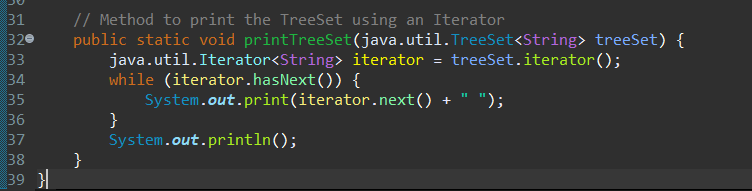 31 // Method to print the TreeSet using an Iterator
32 public static void printTreeSet(java.util.TreeSet<String> treeSet) {
33 java.util.Iterator<String> iterator = treeSet.iterator();
34 while (iterator.hasNext()) {
35 System.out.print(iterator.next() + " ");
36 }
37 System.out.println();
38 }
39 }